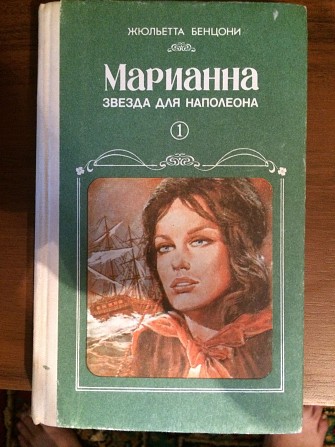 ЖЮЛЬЕТТА БЕНЦОНИ
МАРИАННА
ЗВЕЗДА ДЛЯ НАПОЛЕОНА
1